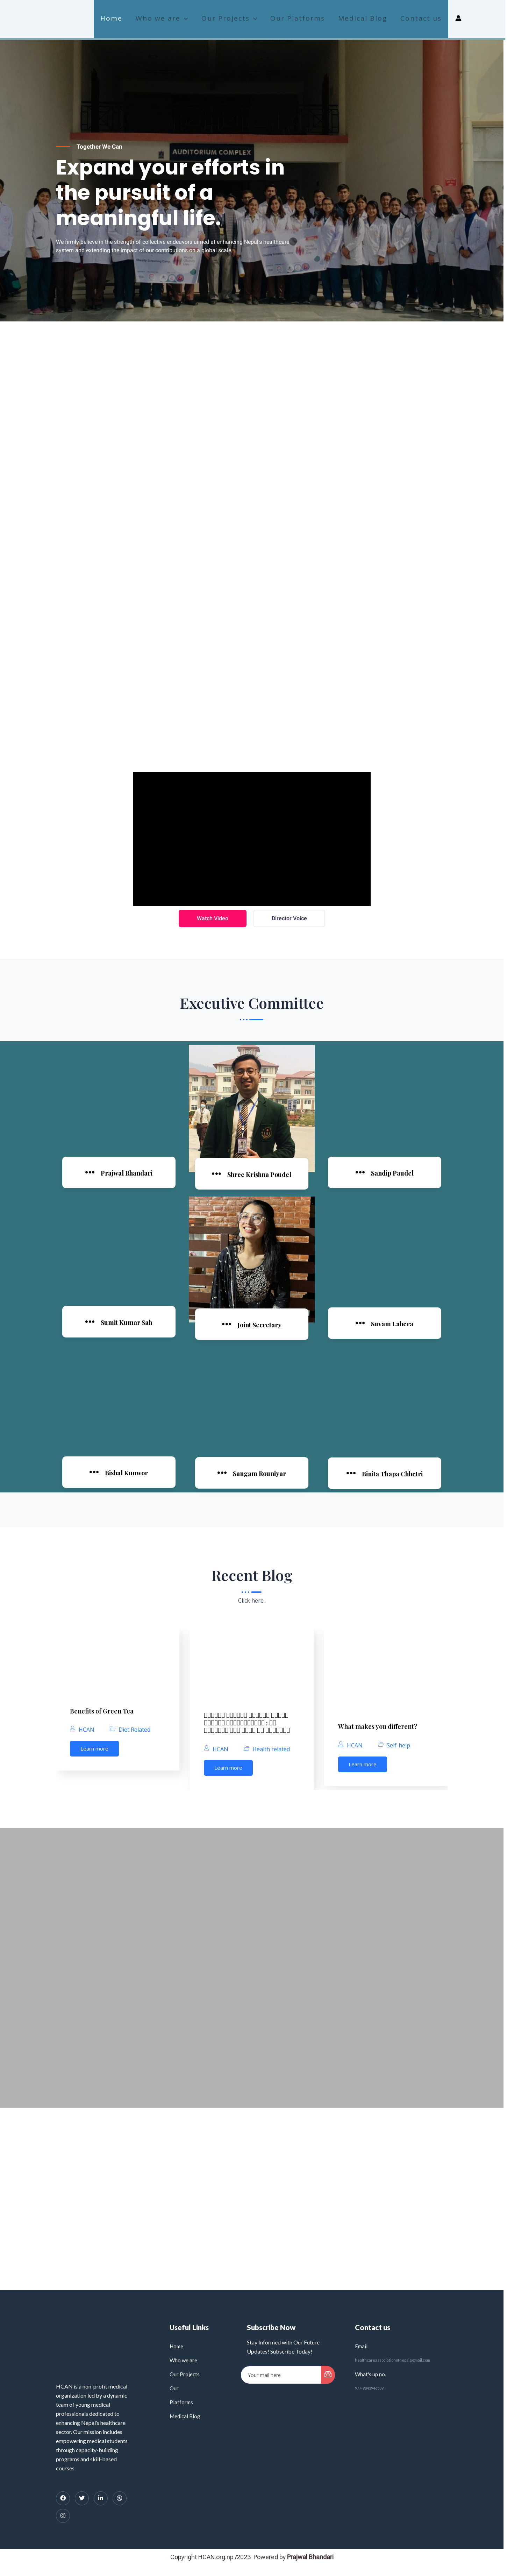 Home Who we are Our Projects Our Platforms Medical Blog Contact us
Together We Can
AUDITORIUM COMPLEX
Expand your efforts in
the pursuit of a
meaningful life.
We firmly believe in the strength of collective endeavors aimed at enhancing Nepal's healthcare
system and extending the impact of our contributions on a global scale.
Watch Video Director Voice
Executive Committee
Prajwal Bhandari
Shree Krishna Poudel
Sandip Paudel
Sumit Kumar Sah
Joint Secretary
Suvam Lahera
Bishal Kunwor
Sangam Rouniyar
Binita Thapa Chhetri
Recent Blog
Click here.
Benefits of Green Tea
HCAN Diet Related
Learn more
HCAN Health related
Learn more
What makes you different?
HCAN Self-help
Learn more
HCAN is a non-profit medical
organization led by a dynamic
team of young medical
professionals dedicated to
enhancing Nepal's healthcare
sector. Our mission includes
empowering medical students
through capacity-building
programs and skill-based
courses.
Useful Links
Home
Who we are
Our Projects
Our
Platforms
Medical Blog
Subscribe Now
Stay Informed with Our Future
Updates! Subscribe Today!
Your mail here
Contact us
Email
What's up no.
Copyright HCAN.org.np /2023 Powered by Prajwal Bhandari